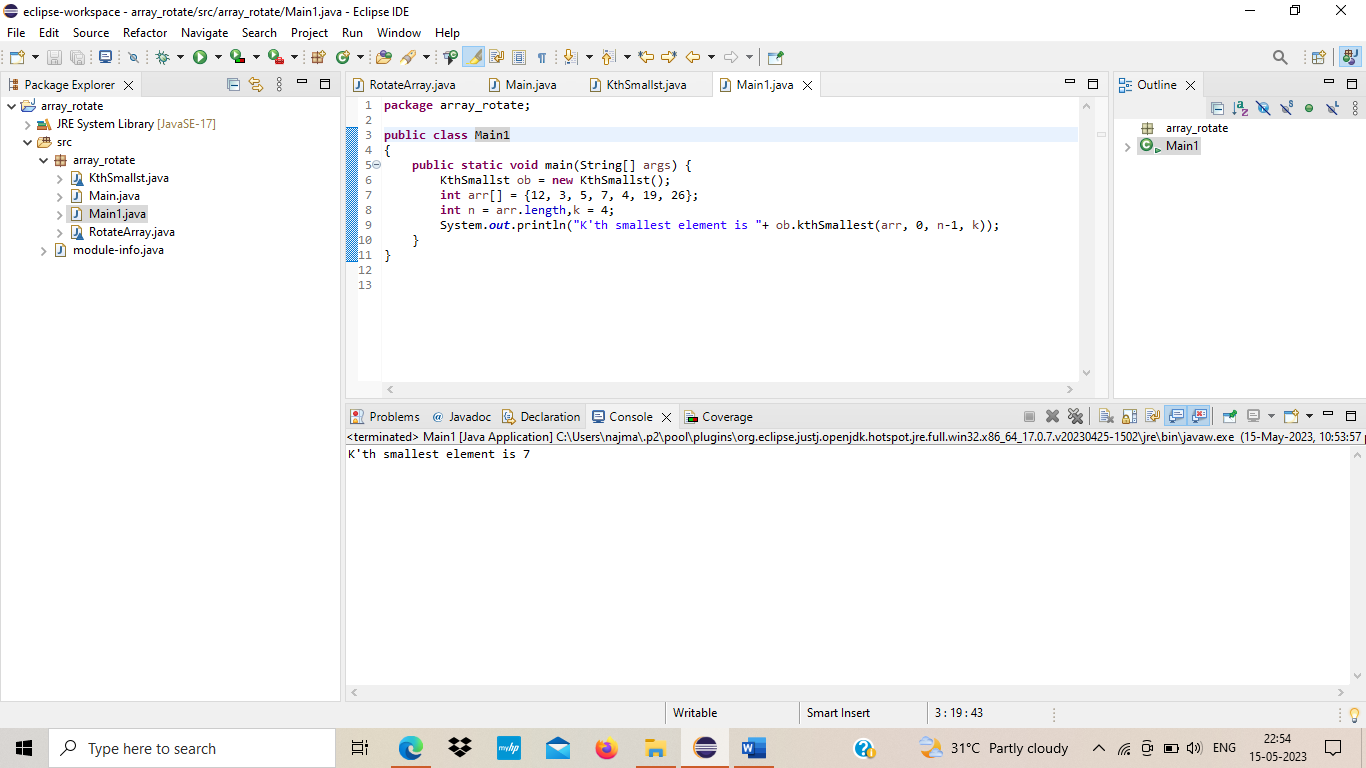 eclipse-workspace - array_rotate/src/array_rotate/Main1.java - Eclipse IDE
File Edit Source Refactor Navigate Search Project Run Window Help
Package Explorer
array_rotate
JRE System Library [JavaSE-17]
src
array_rotate
KthSmallst.java
Main.java
Main1.java
RotateArray.java
module-info.java
RotateArray.java Main.java KthSmallst.java Main1.java
1 package array_rotate;
2
3 public class Main1
4 {
5 public static void main(String[] args) {
6 KthSmallst ob = new KthSmallst();
7 int arr[] = {12, 3, 5, 7, 4, 19, 26};
8 int n = arr.length,k = 4;
9 System.out.println("K'th smallest element is "+ ob.kthSmallest(arr, 0, n-1, k));
10 }
11 }
12
13
Outline
array_rotate
Main1
Problems @ Javadoc Declaration Console Coverage
<terminated> Main1 [Java Application] C:\Users\najma\.p2\pool\plugins\org.eclipse.justj.openjdk.hotspot.jre.full.win32.x86_64_17.0.7.v20230425-1502\jre\bin\javaw.exe (15-May-2023, 10:53:57 p
K'th smallest element is 7
Writable Smart Insert 3 : 19 : 43
Type here to search
myhp
31°C Partly cloudy
ENG
22:54
15-05-2023